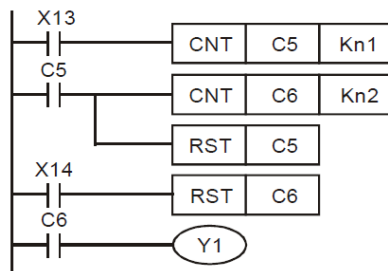 X13
CNT C5 Kn1
C5
CNT C6 Kn2
RST C5
X14
RST C6
C6
Y1